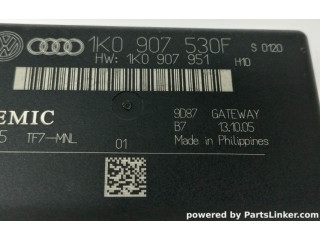 1K0 907 530F S 0120
HW: 1K0 907 951 H10
EMIC
9D87 GATEWAY
5 TF7-MNL B7 13.10.05
01 Made in Philippines
powered by PartsLinker.com